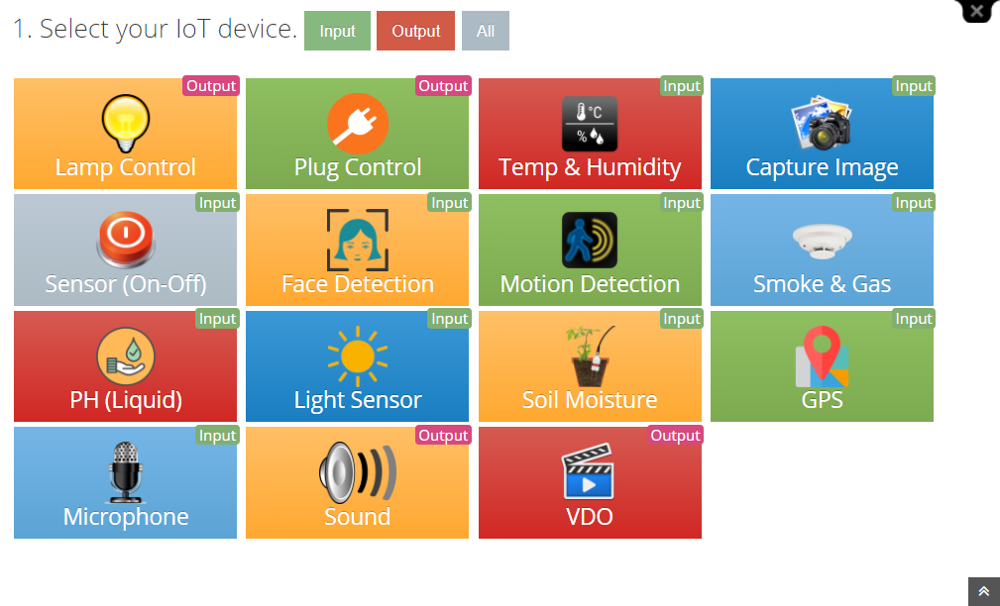 1. Select your IoT device.
Input
Output
All
Output
Lamp Control
Output
Plug Control
Input
°C
%
Temp & Humidity
Input
Capture Image
Input
Sensor (On-Off)
Input
Face Detection
Input
Motion Detection
Input
Smoke & Gas
Input
PH (Liquid)
Input
Light Sensor
Input
Soil Moisture
Input
GPS
Input
Microphone
Output
Sound
Output
VDO